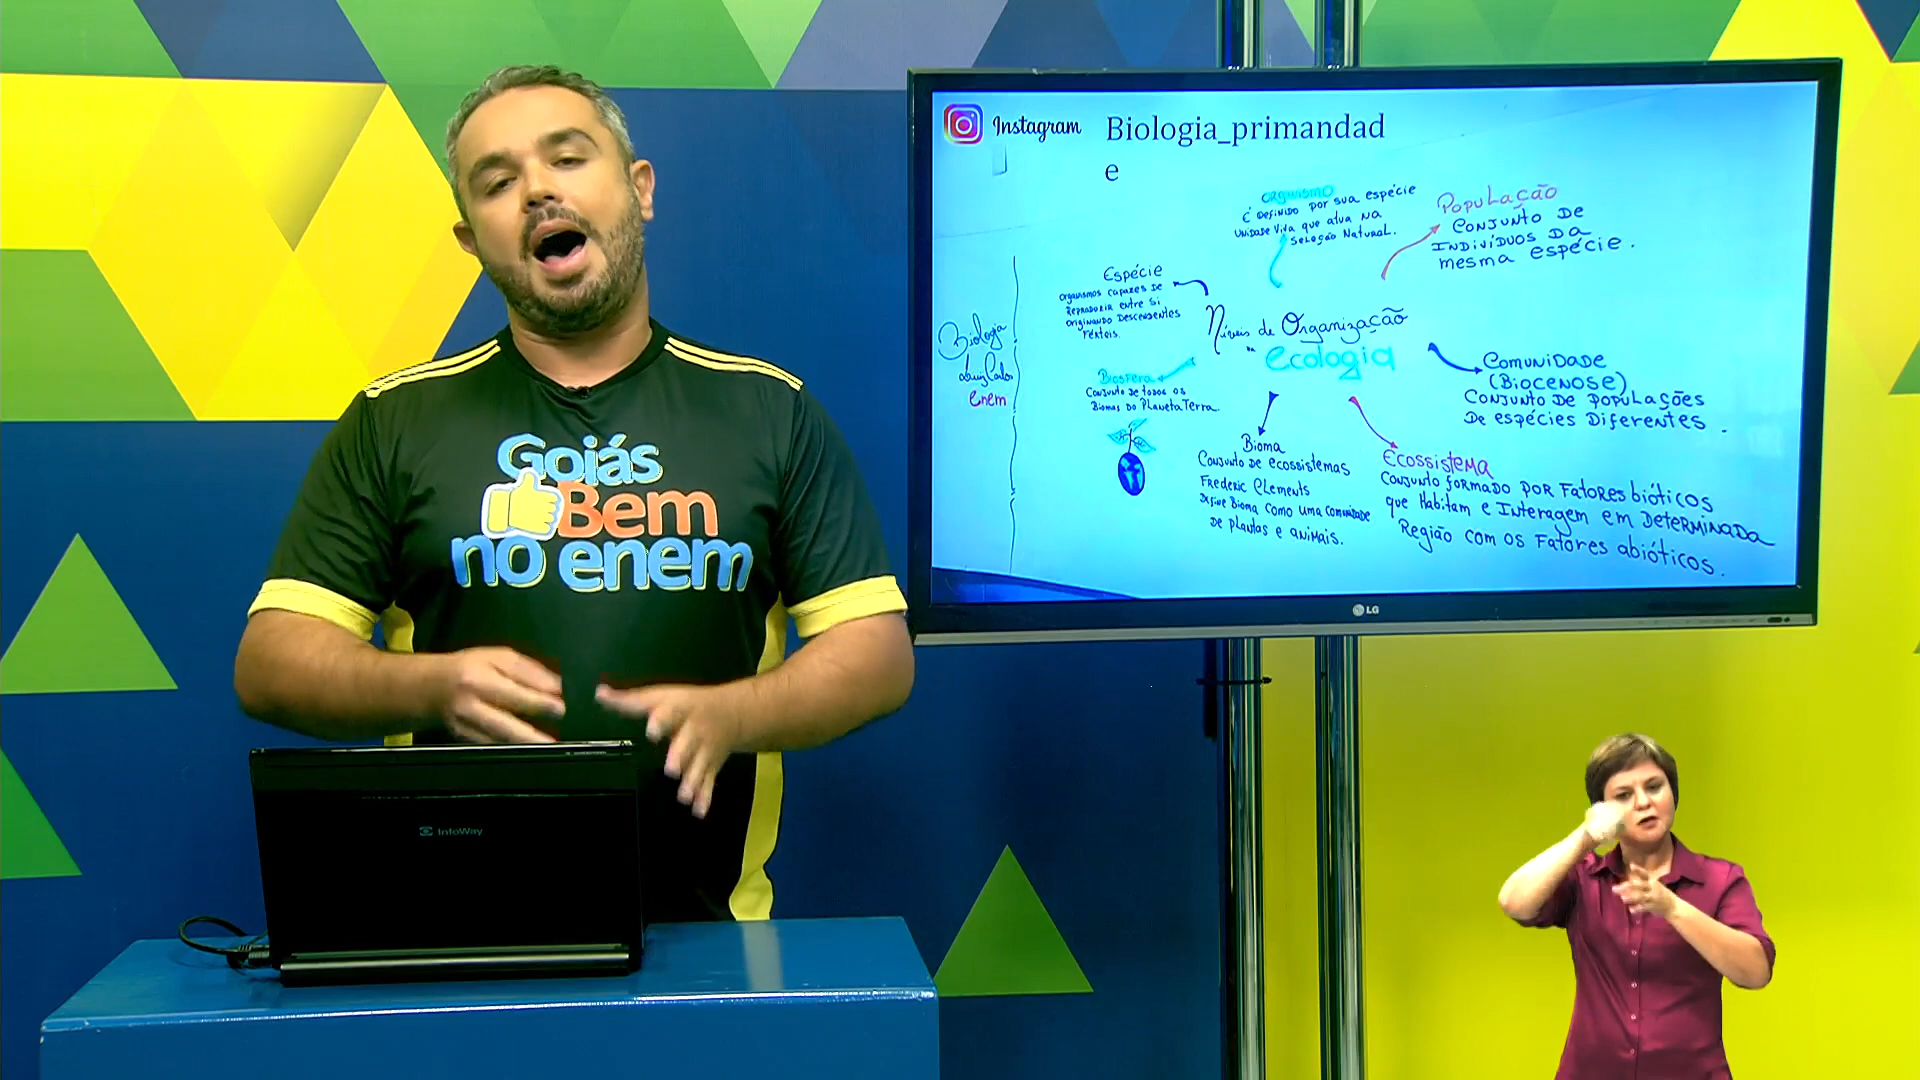 Instagram
Biologia_primandad
e
organismo
É Definido por sua espécie
Unidade Viva que atua na
Seleção Natural.
População
Conjunto de
Indivíduos da
mesma espécie.
Espécie
organismos capazes de
Reproduzir entre si
originando Descendentes
Férteis.
Níveis de Organização
na
ecologia
Biologia
Luiz Carlos
enem
Biosfera
Conjunto de todos os
Biomas do Planeta Terra.
Comunidade
(Biocenose)
Conjunto de populações
De espécies Diferentes.
Bioma
Conjunto de ecossistemas
Frederic Clements
Define Bioma como uma comunidade
de plantas e animais.
Ecossistema
Conjunto formado por Fatores bióticos
que Habitam e Interagem em Determinada
Região com os Fatores abióticos.
LG
Goiás
Bem
no enem
InfoWay